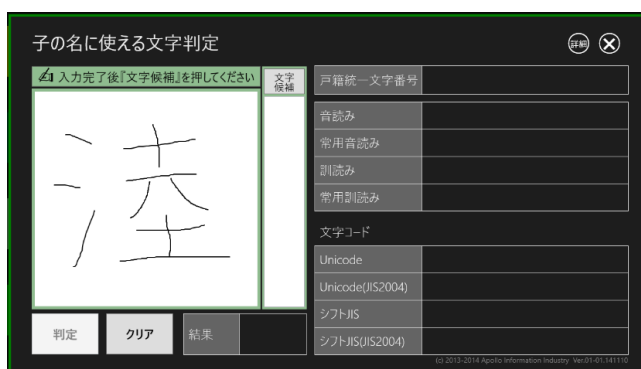 子の名に使える文字判定
詳細
入力完了後『文字候補』を押してください
文字
候補
淕
判定
クリア
結果
戸籍統一文字番号
音読み
常用音読み
訓読み
常用訓読み
文字コード
Unicode
Unicode(JIS2004)
シフトJIS
シフトJIS(JIS2004)
(c) 2013-2014 Apollo Information Industry Ver.01-01.141110